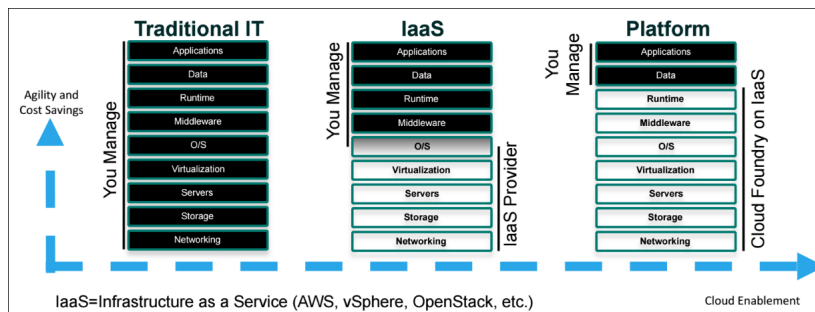 Traditional IT
IaaS
Platform
Agility and
Cost Savings
You Manage
Applications
Data
Runtime
Middleware
O/S
Virtualization
Servers
Storage
Networking
You Manage
Applications
Data
Runtime
Middleware
O/S
Virtualization
Servers
Storage
Networking
IaaS Provider
You
Manage
Applications
Data
Runtime
Middleware
O/S
Virtualization
Servers
Storage
Networking
Cloud Foundry on IaaS
IaaS=Infrastructure as a Service (AWS, vSphere, OpenStack, etc.)
Cloud Enablement